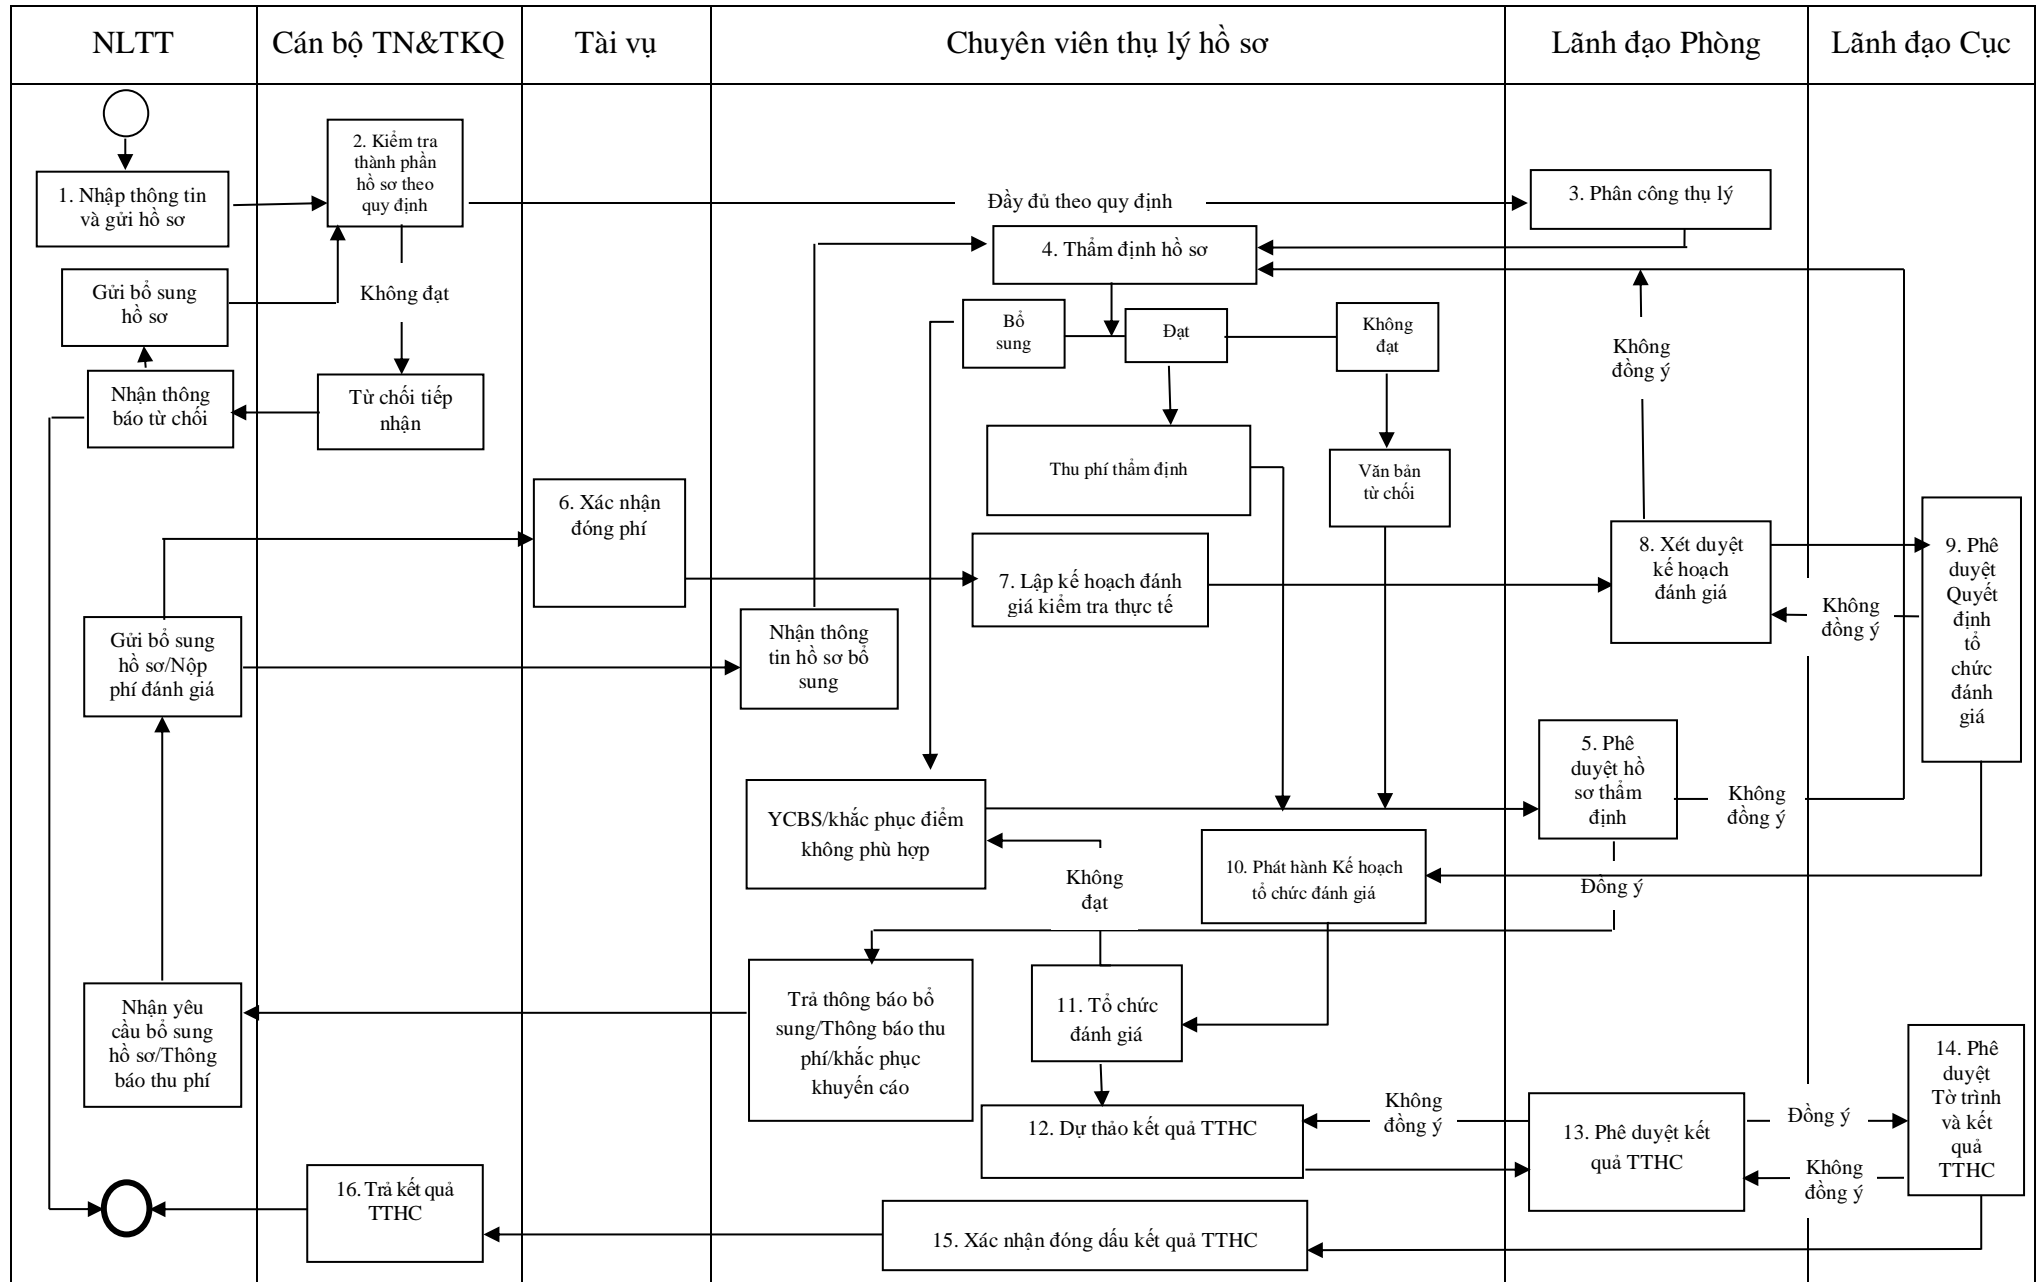 NLTT
Cán bộ TN&TKQ
Tài vụ
Chuyên viên thụ lý hồ sơ
Lãnh đạo Phòng
Lãnh đạo Cục
1. Nhập thông tin
và gửi hồ sơ
2. Kiểm tra
thành phần
hồ sơ theo
quy định
Đầy đủ theo quy định
3. Phân công thụ lý
4. Thẩm định hồ sơ
Gửi bổ sung
hồ sơ
Không đạt
Bổ
sung
Đạt
Không
đạt
Không
đồng ý
Nhận thông
báo từ chối
Từ chối tiếp
nhận
Thu phí thẩm định
Văn bản
từ chối
6. Xác nhận
đóng phí
7. Lập kế hoạch đánh
giá kiểm tra thực tế
8. Xét duyệt
kế hoạch
đánh giá
Không
đồng ý
9. Phê
duyệt
Quyết
định
tổ
chức
đánh
giá
Gửi bổ sung
hồ sơ/Nộp
phí đánh giá
Nhận thông
tin hồ sơ bổ
sung
5. Phê
duyệt hồ
sơ thẩm
định
Không
đồng ý
YCBS/khắc phục điểm
không phù hợp
Không
đạt
10. Phát hành Kế hoạch
tổ chức đánh giá
Đồng ý
Nhận yêu
cầu bổ sung
hồ sơ/Thông
báo thu phí
Trả thông báo bổ
sung/Thông báo thu
phí/khắc phục
khuyến cáo
11. Tổ chức
đánh giá
12. Dự thảo kết quả TTHC
Không
đồng ý
13. Phê duyệt kết
quả TTHC
Đồng ý
Không
đồng ý
14. Phê
duyệt
Tờ trình
và kết
quả
TTHC
16. Trả kết quả
TTHC
15. Xác nhận đóng dấu kết quả TTHC